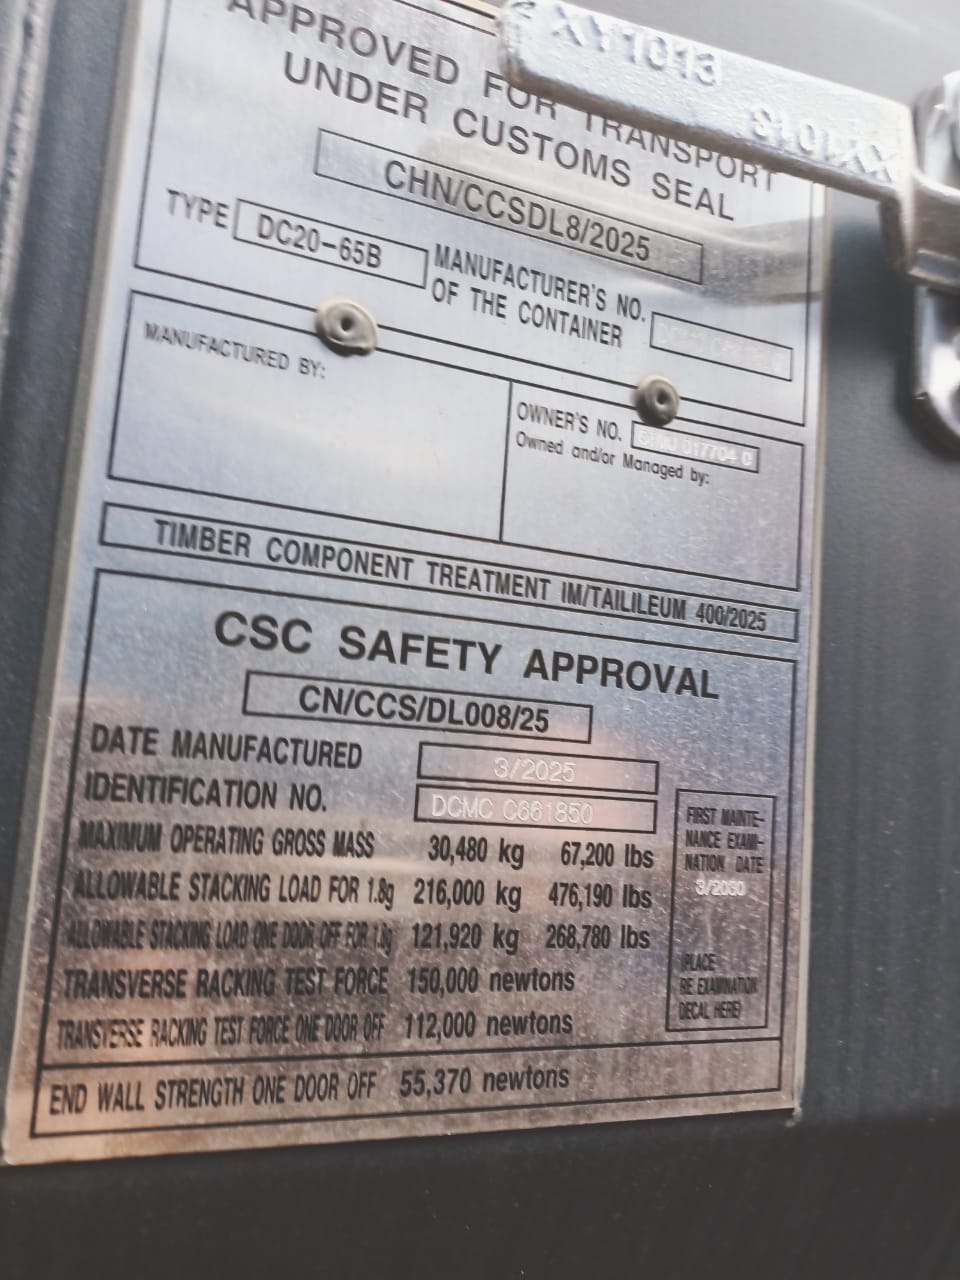 XY1013
XY1013
APPROVED FOR TRANSPORT
UNDER CUSTOMS SEAL
CHN/CCSDL8/2025
TYPE DC20-65B MANUFACTURER'S NO.
OF THE CONTAINER
MANUFACTURED BY:
OWNER'S NO. 017704 0
Owned and/or Managed by:
TIMBER COMPONENT TREATMENT IM/TAILILEUM 400/2025
CSC SAFETY APPROVAL
CN/CCS/DL008/25
DATE MANUFACTURED 3/2025
IDENTIFICATION NO. DCMC C661850
MAXIMUM OPERATING GROSS MASS 30,480 kg 67,200 lbs
ALLOWABLE STACKING LOAD FOR 1.8g 216,000 kg 476,190 lbs
ALLOWABLE STACKING LOAD ONE DOOR OFF FOR 1.8g 121,920 kg 268,780 lbs
TRANSVERSE RACKING TEST FORCE 150,000 newtons
TRANSVERSE RACKING TEST FORCE ONE DOOR OFF 112,000 newtons
END WALL STRENGTH ONE DOOR OFF 55,370 newtons
FIRST MAINTE-
NANCE EXAMI-
NATION DATE
3/2030
(PLACE
RE EXAMINATION
DECAL HERE)